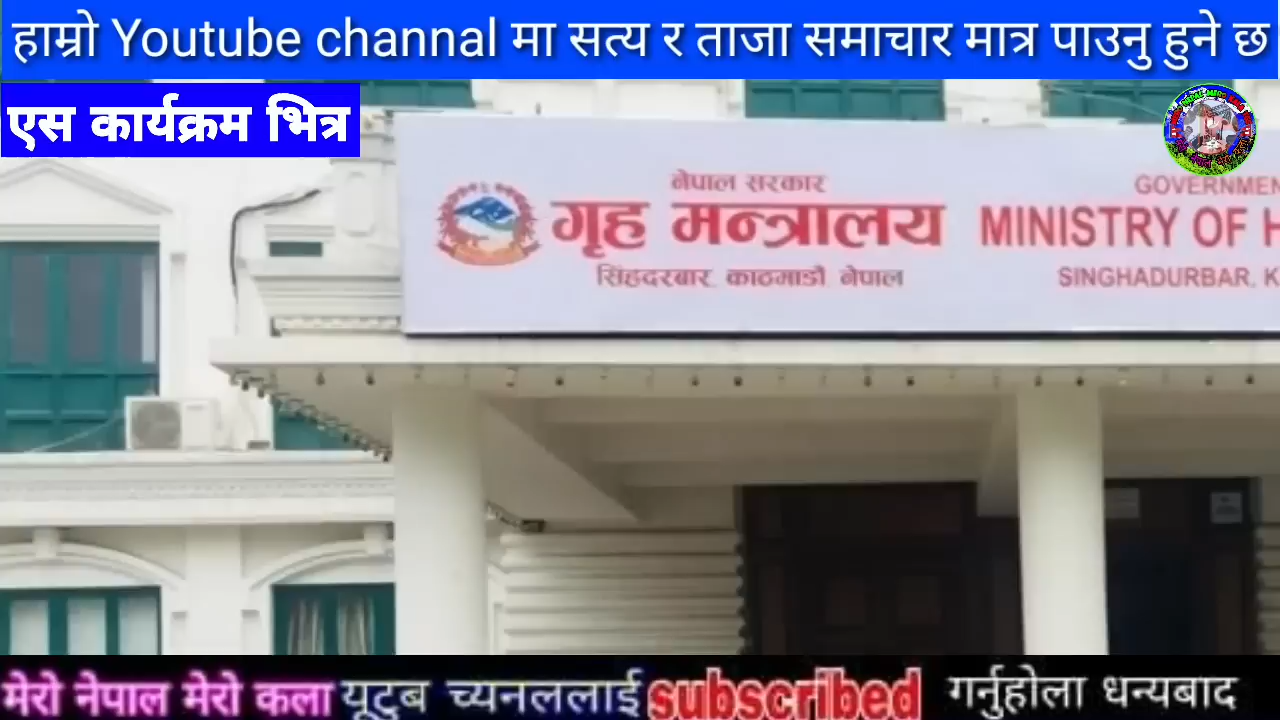 हाम्रो Youtube channal मा सत्य र ताजा समाचार मात्र पाउनु हुने छ
एस कार्यक्रम भित्र
नेपाल सरकार
गृह मन्त्रालय
सिंहदरबार, काठमाडौं, नेपाल
GOVERNMEN
MINISTRY OF H
SINGHADURBAR, K
मेरो नेपाल मेरो कला यूटुब च्यनललाई subscribed गर्नुहोला धन्यबाद